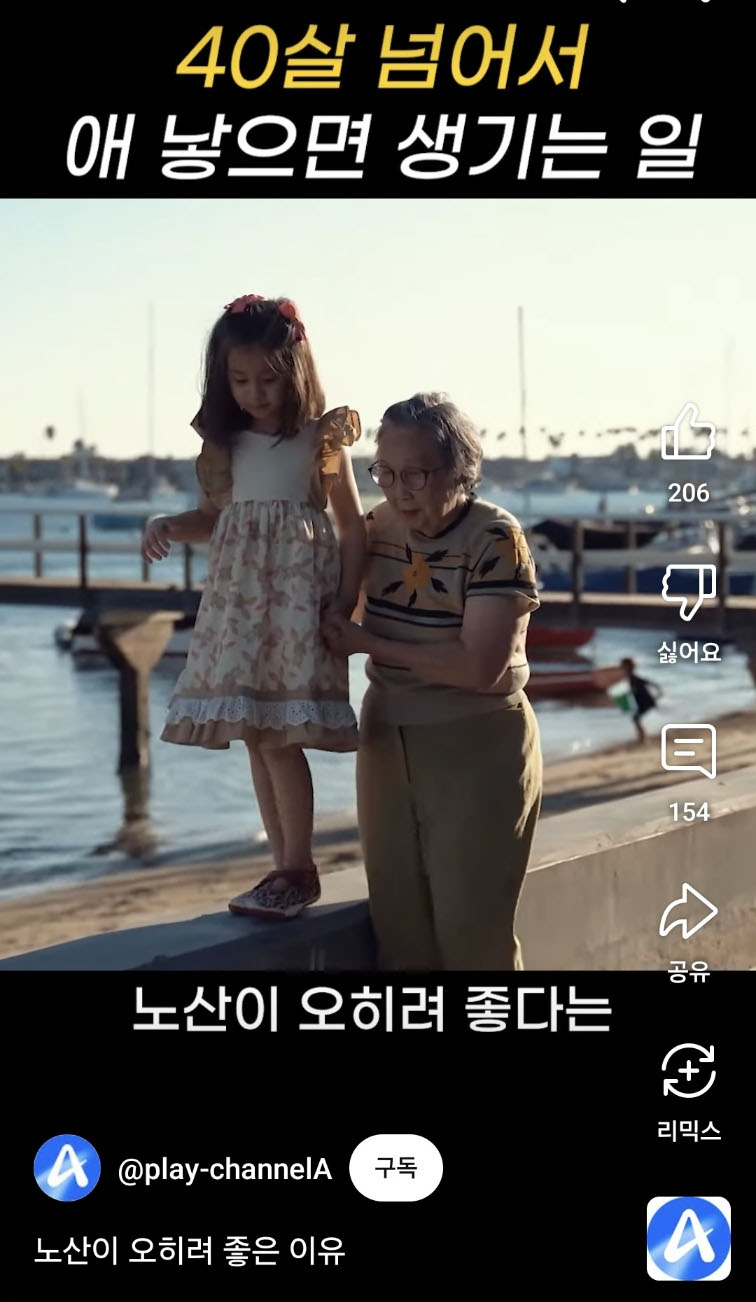 40살 넘어서
애 낳으면 생기는 일
206
싫어요
154
공유
노산이 오히려 좋다는
리믹스
@play-channelA
구독
노산이 오히려 좋은 이유